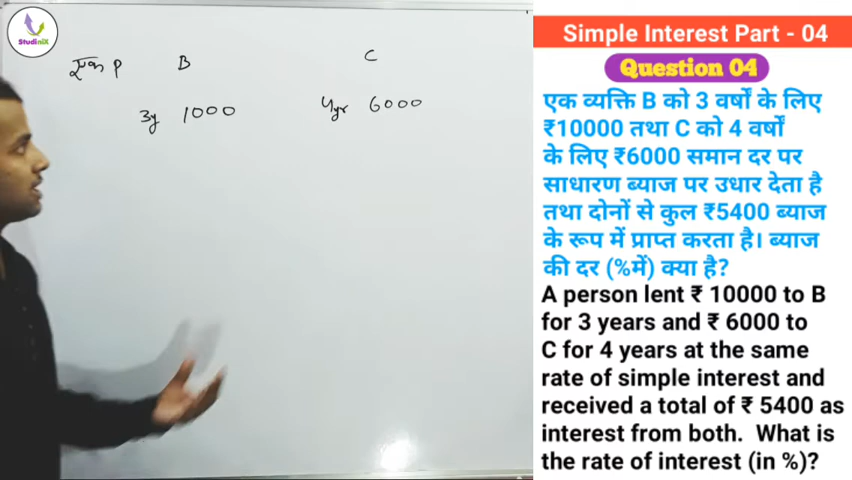 StudiniX
एक P B C
3y 1000 4yr 6000
Simple Interest Part - 04
Question 04
एक व्यक्ति B को 3 वर्षों के लिए
₹10000 तथा C को 4 वर्षों
के लिए ₹6000 समान दर पर
साधारण ब्याज पर उधार देता है
तथा दोनों से कुल ₹5400 ब्याज
के रूप में प्राप्त करता है। ब्याज
की दर (%में) क्या है?
A person lent ₹ 10000 to B
for 3 years and ₹ 6000 to
C for 4 years at the same
rate of simple interest and
received a total of ₹ 5400 as
interest from both. What is
the rate of interest (in %)?